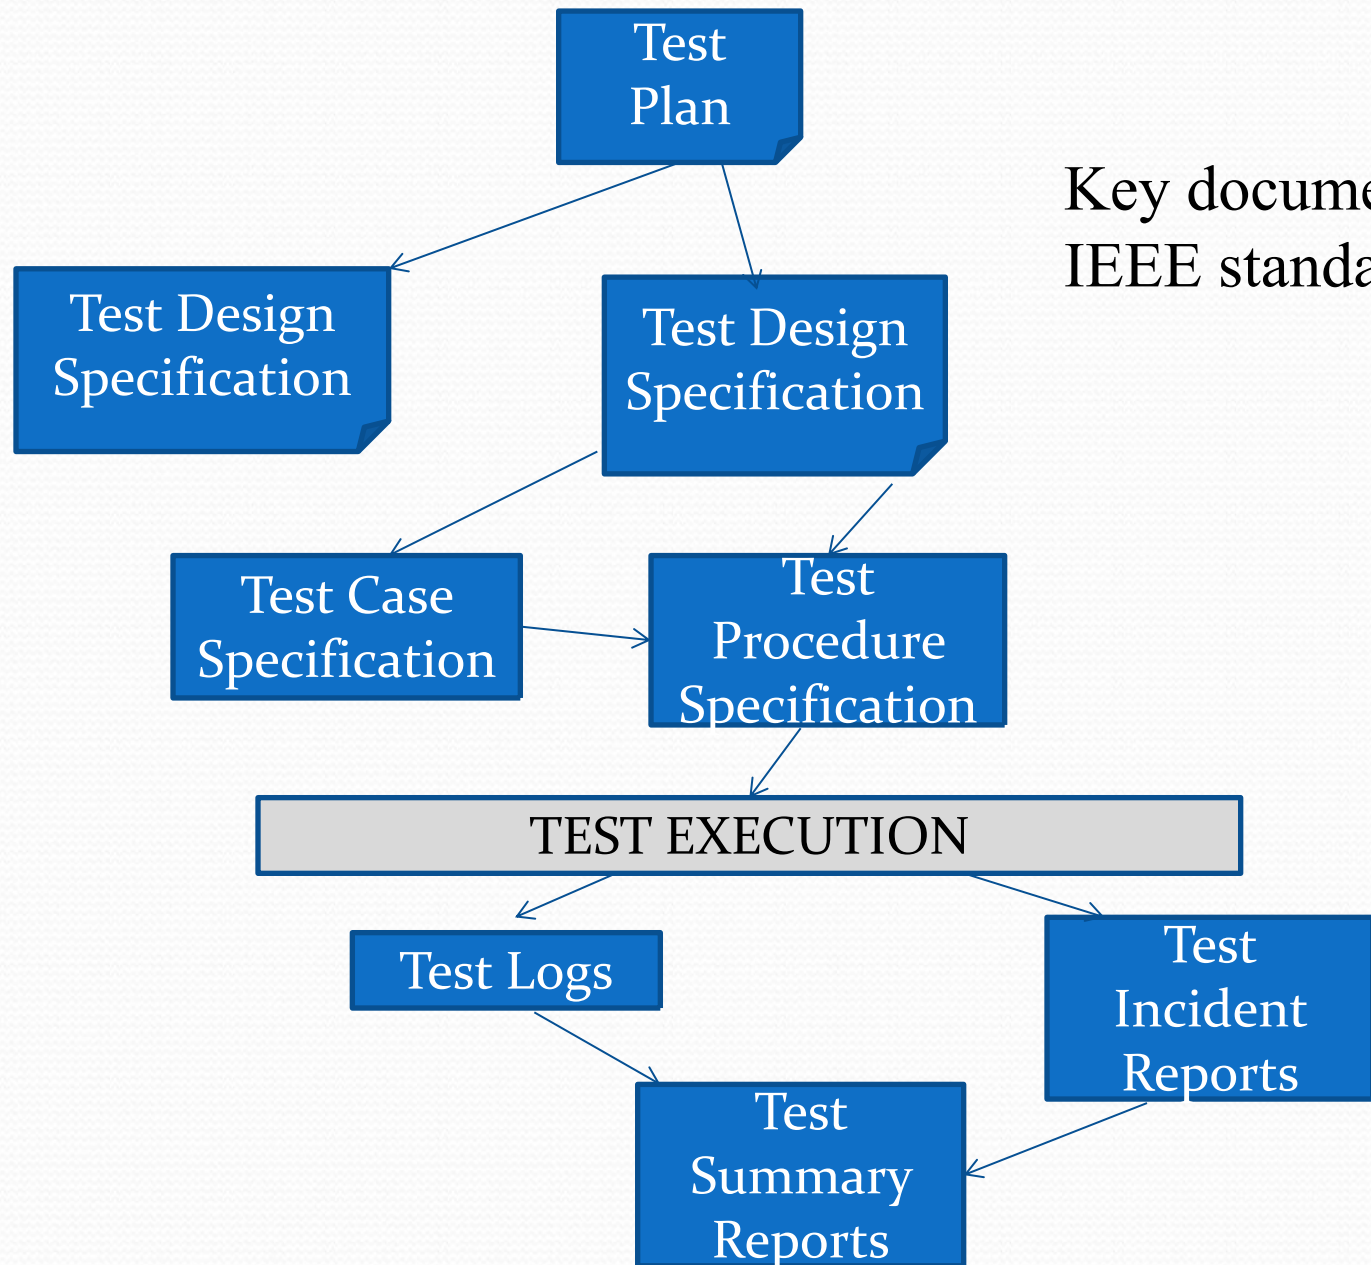 Test
Plan
Key docume
IEEE standa
Test Design
Specification
Test Design
Specification
Test Case
Specification
Test
Procedure
Specification
TEST EXECUTION
Test Logs
Test
Incident
Reports
Test
Summary
Reports